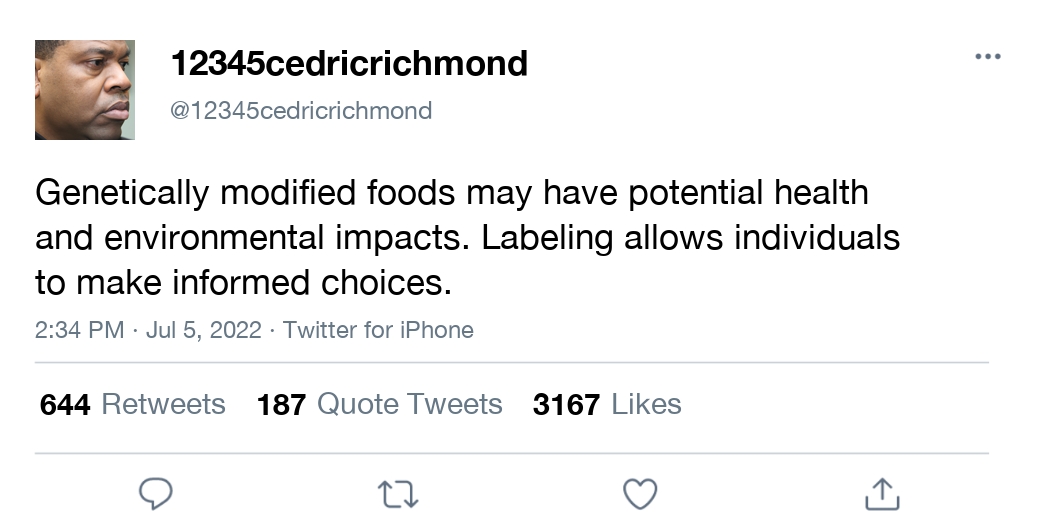 12345cedricrichmond
@12345cedricrichmond
Genetically modified foods may have potential health
and environmental impacts. Labeling allows individuals
to make informed choices.
2:34 PM · Jul 5, 2022 · Twitter for iPhone
644 Retweets 187 Quote Tweets 3167 Likes